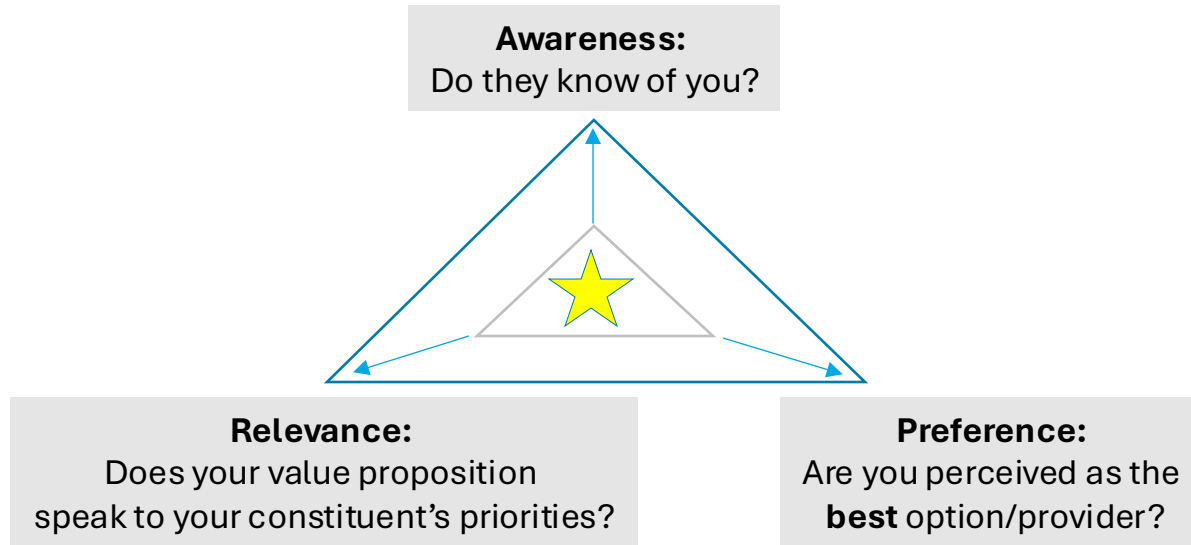 Awareness:
Do they know of you?
Relevance:
Does your value proposition
speak to your constituent’s priorities?
Preference:
Are you perceived as the
best option/provider?